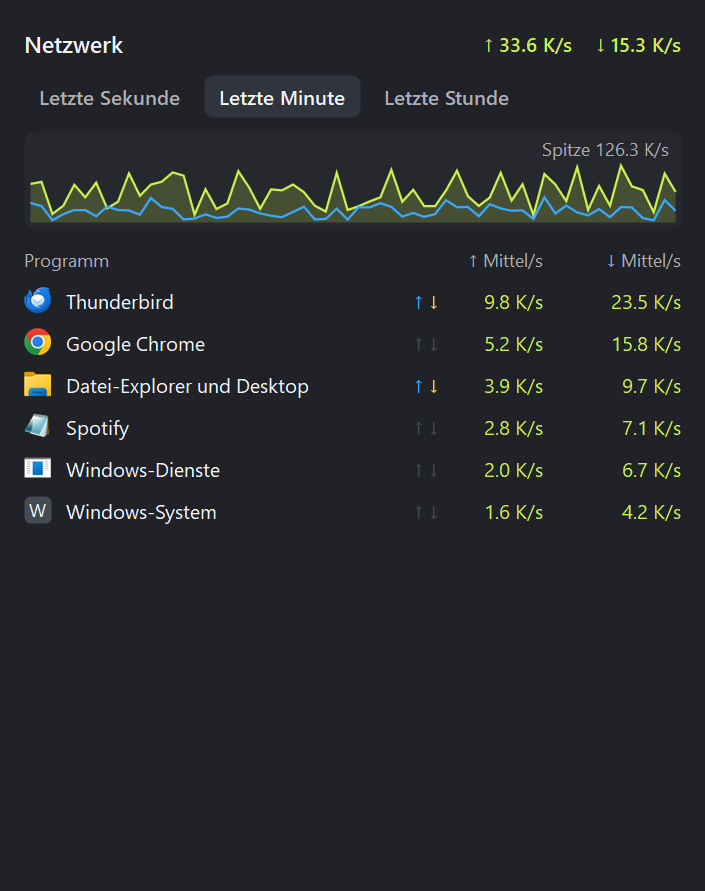 Netzwerk ↑ 33.6 K/s ↓ 15.3 K/s
Letzte Sekunde Letzte Minute Letzte Stunde
Spitze 126.3 K/s
Programm ↑ Mittel/s ↓ Mittel/s
Thunderbird ↑ ↓ 9.8 K/s 23.5 K/s
Google Chrome ↑ ↓ 5.2 K/s 15.8 K/s
Datei-Explorer und Desktop ↑ ↓ 3.9 K/s 9.7 K/s
Spotify ↑ ↓ 2.8 K/s 7.1 K/s
Windows-Dienste ↑ ↓ 2.0 K/s 6.7 K/s
W Windows-System ↑ ↓ 1.6 K/s 4.2 K/s